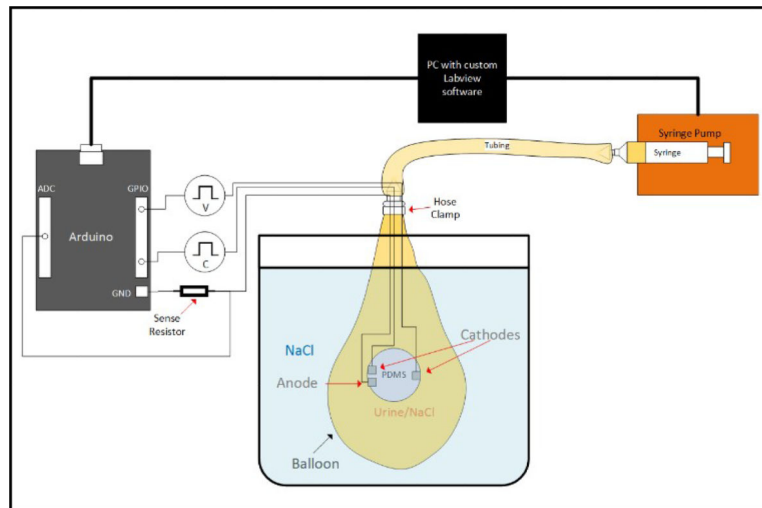 PC with custom
Labview
software
Syringe Pump
Syringe
Tubing
ADC
GPIO
V
Arduino
Hose
Clamp
C
GND
Sense
Resistor
NaCl
Cathodes
PDMS
Anode
Urine/NaCl
Balloon